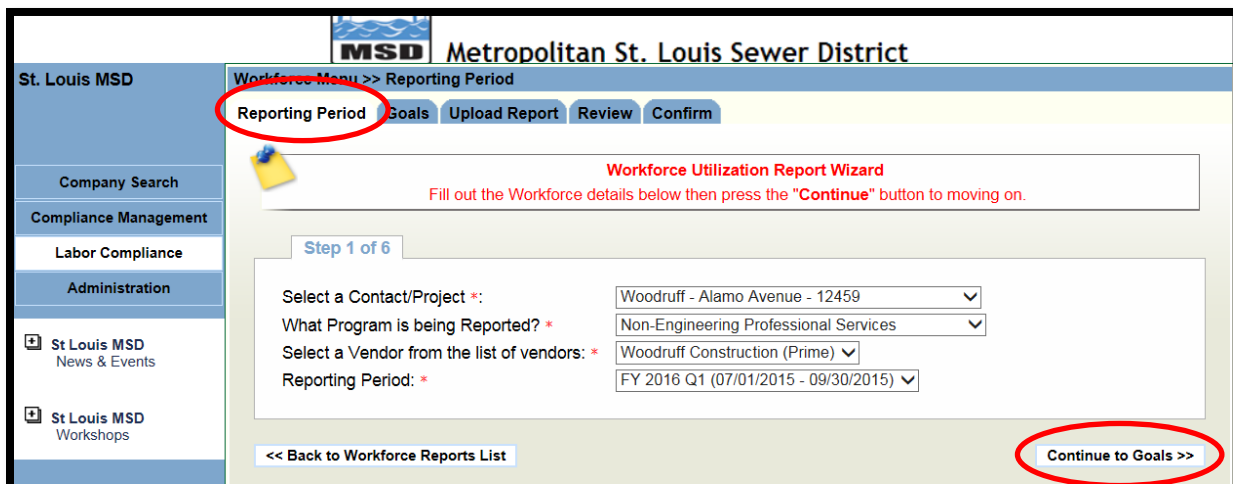 MSD Metropolitan St. Louis Sewer District
St. Louis MSD
Workforce Menu >> Reporting Period
Reporting Period Goals Upload Report Review Confirm
Workforce Utilization Report Wizard
Fill out the Workforce details below then press the "Continue" button to moving on.
Company Search
Compliance Management
Labor Compliance
Administration
St Louis MSD
News & Events
St Louis MSD
Workshops
Step 1 of 6
Select a Contact/Project *: Woodruff - Alamo Avenue - 12459
What Program is being Reported? * Non-Engineering Professional Services
Select a Vendor from the list of vendors: * Woodruff Construction (Prime)
Reporting Period: * FY 2016 Q1 (07/01/2015 - 09/30/2015)
<< Back to Workforce Reports List
Continue to Goals >>